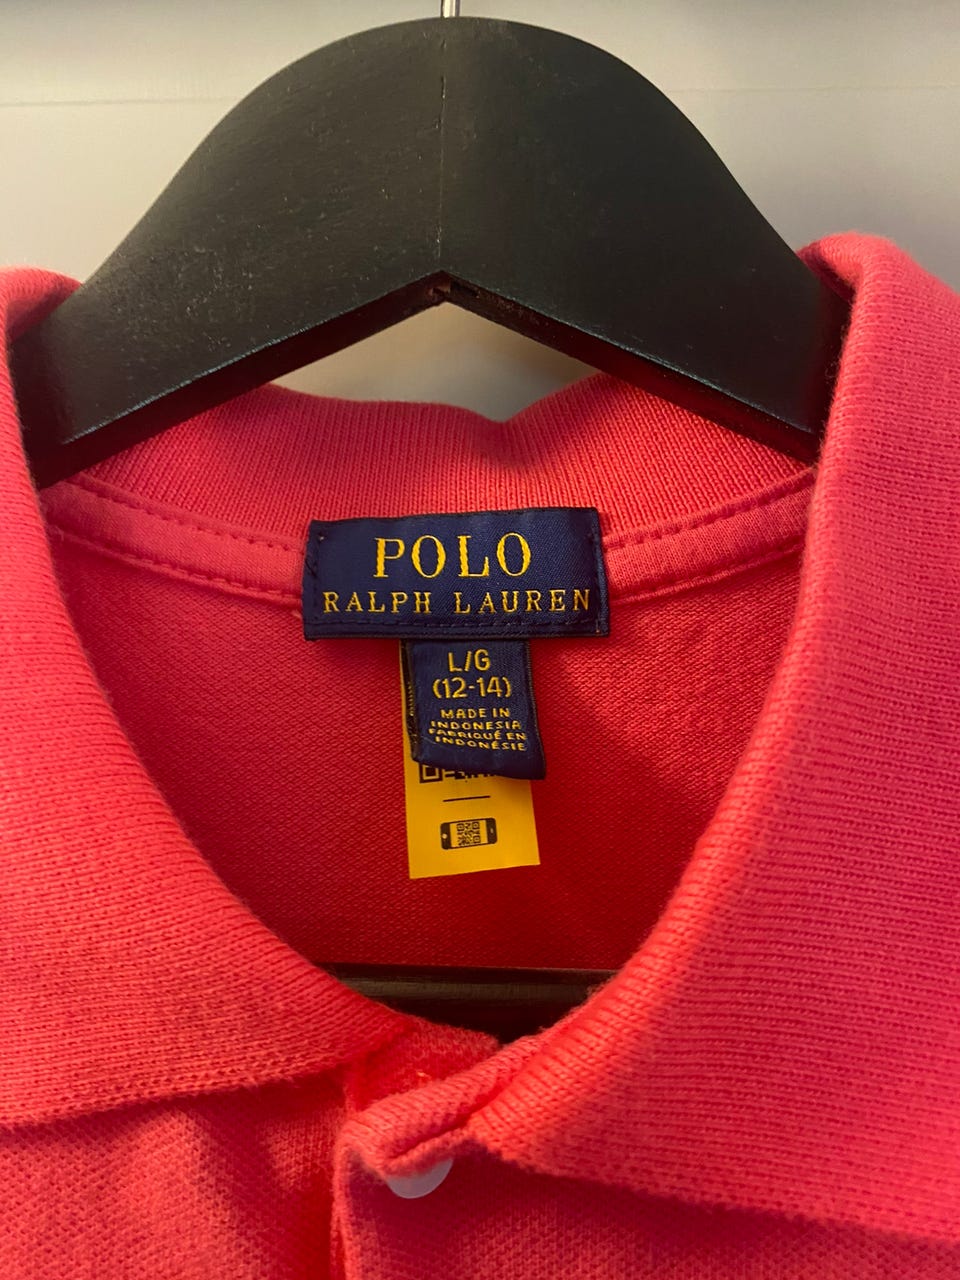 POLO
RALPH LAUREN
L/G
(12-14)
MADE IN
INDONESIA
FABRIQUÉ EN
INDONÉSIE